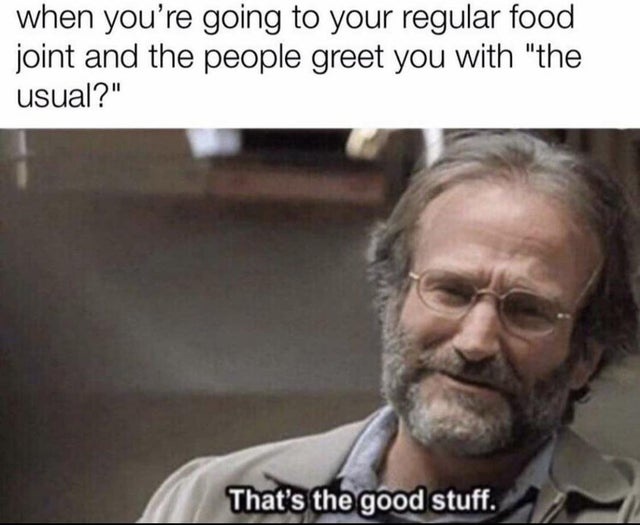 when you’re going to your regular food
joint and the people greet you with "the
usual?"
That's the good stuff.